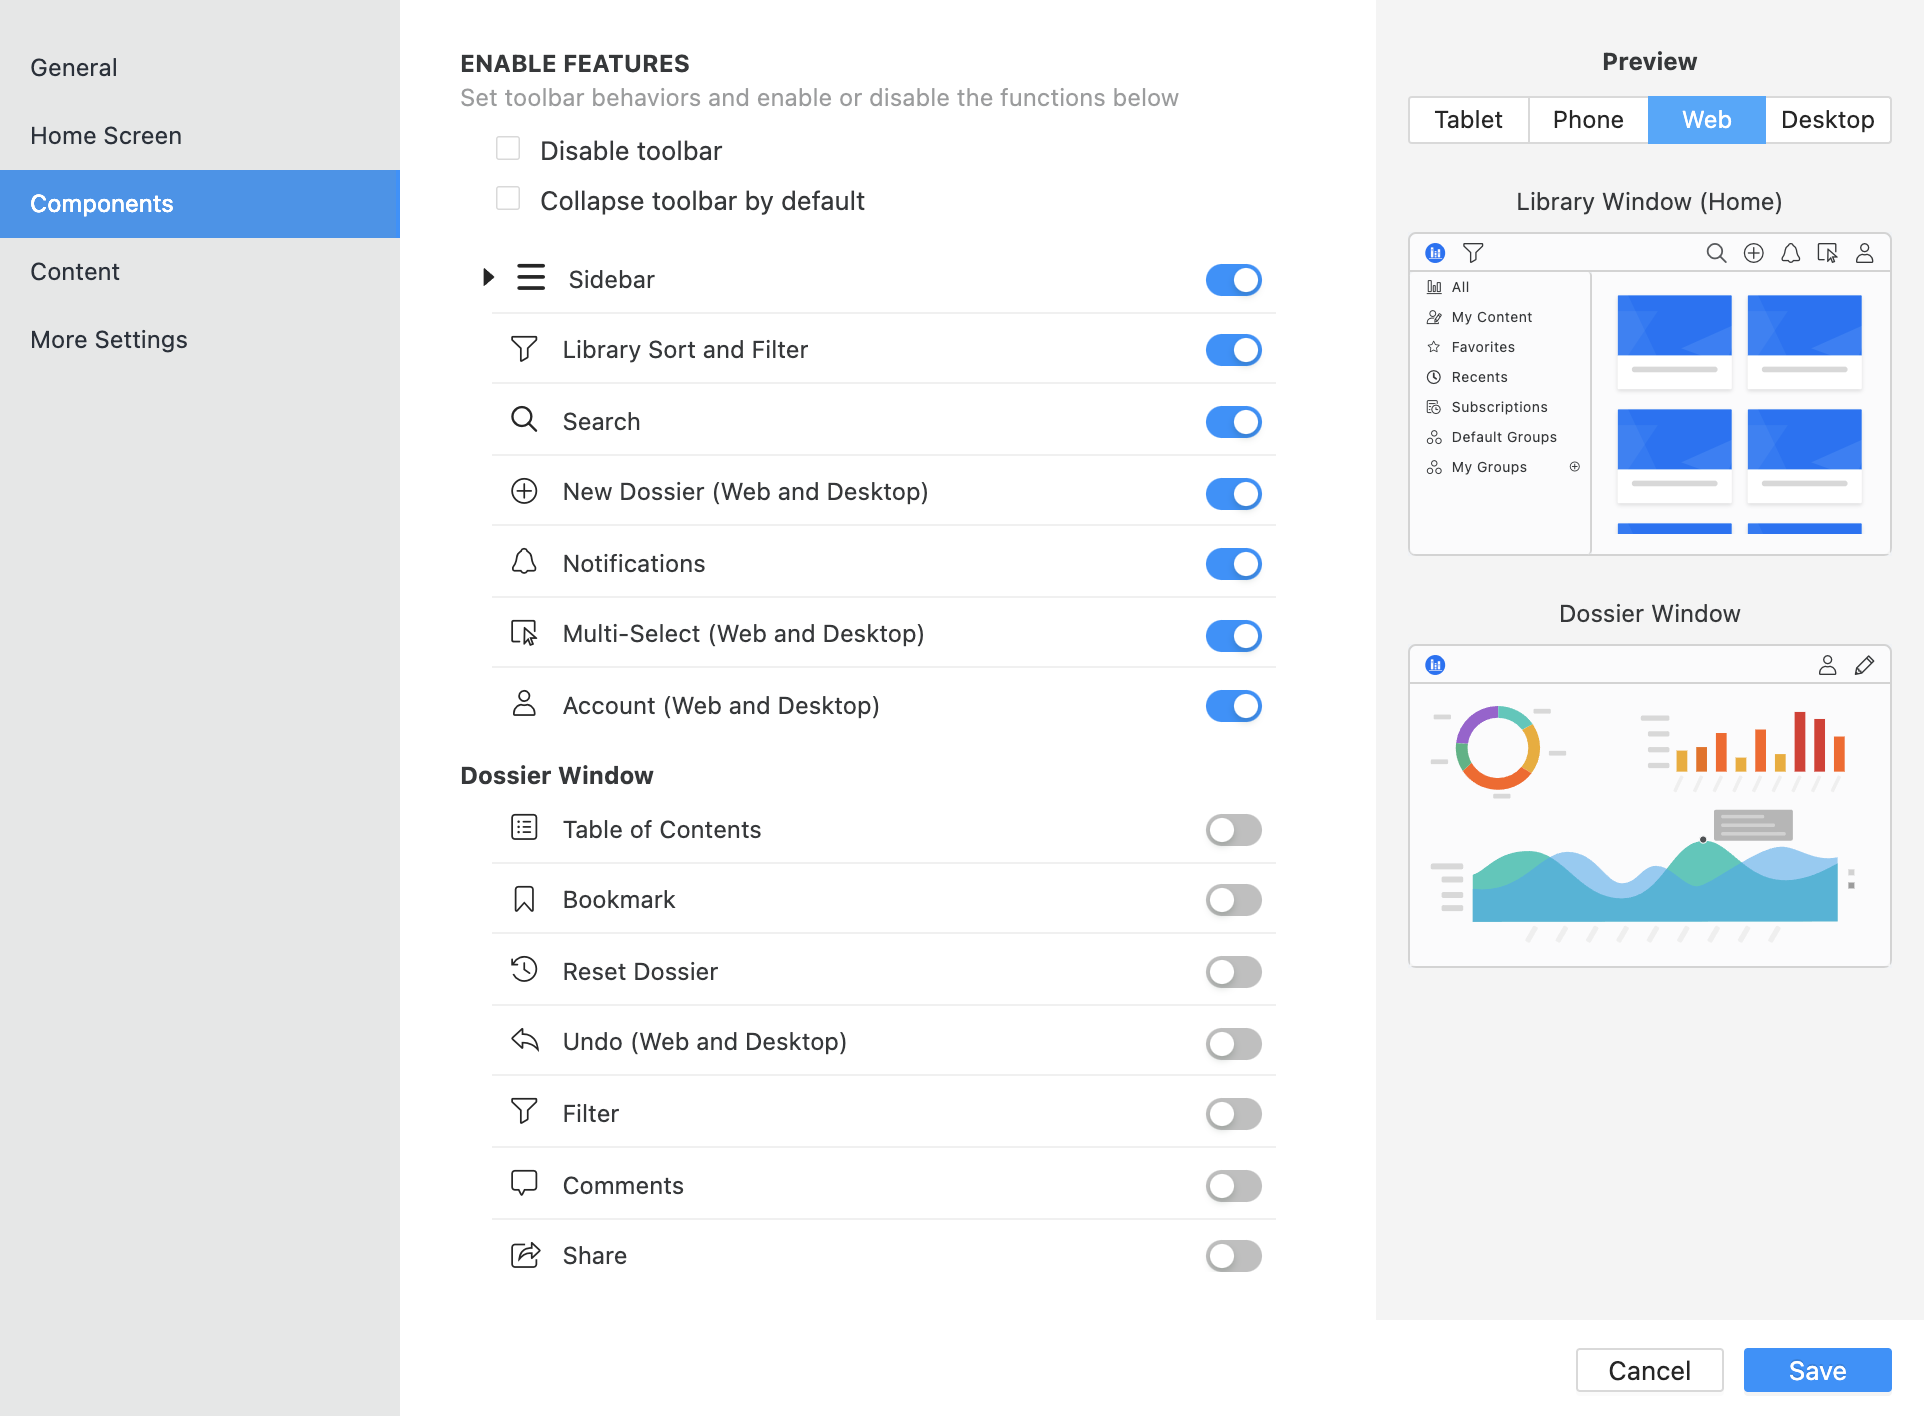 General
Home Screen
Components
Content
More Settings
ENABLE FEATURES
Set toolbar behaviors and enable or disable the functions below
Disable toolbar
Collapse toolbar by default
Sidebar
Library Sort and Filter
Search
New Dossier (Web and Desktop)
Notifications
Multi-Select (Web and Desktop)
Account (Web and Desktop)
Dossier Window
Table of Contents
Bookmark
Reset Dossier
Undo (Web and Desktop)
Filter
Comments
Share
Preview
Tablet Phone Web Desktop
Library Window (Home)
All
My Content
Favorites
Recents
Subscriptions
Default Groups
My Groups
Dossier Window
Cancel Save